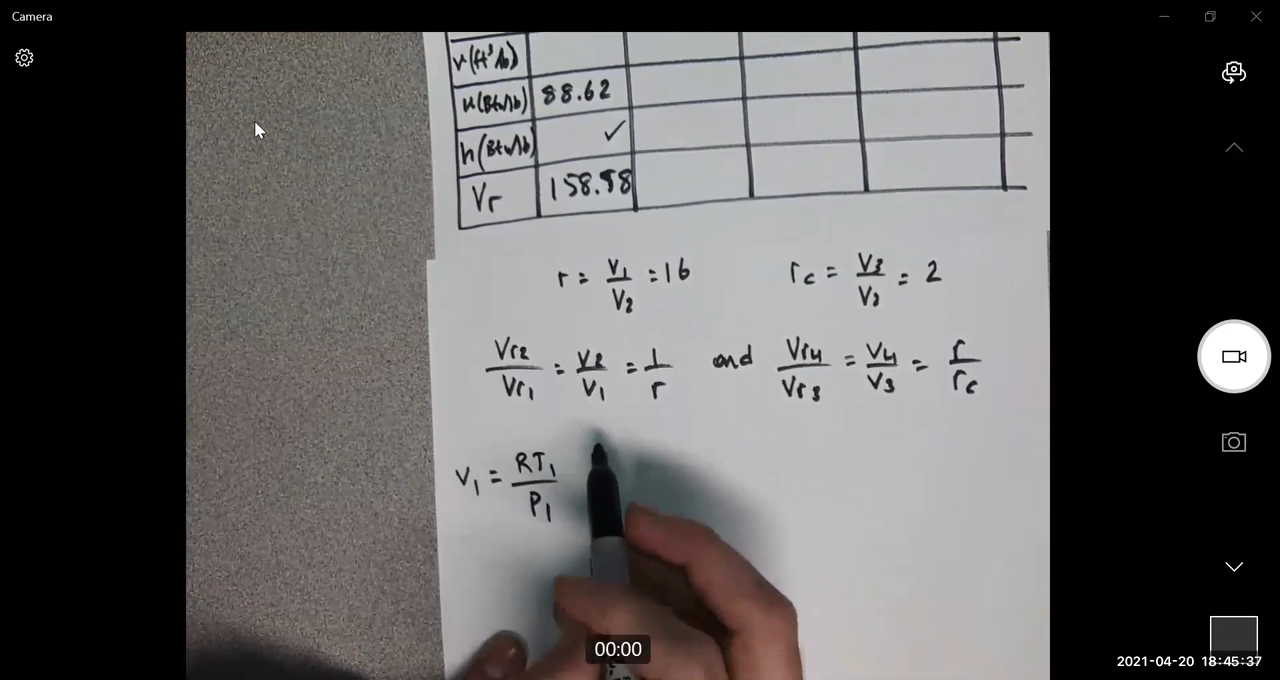 Camera
v(ft³/lb)
u(Btu/lb) 88.62
h(Btu/lb) ✓
Vr 158.58
r = V1/V2 = 16 rc = V3/V2 = 2
Vr2/Vr1 = V2/V1 = 1/r and Vr4/Vr3 = V4/V3 = r/rc
V1 = RT1/P1
00:00
2021-04-20 18:45:37